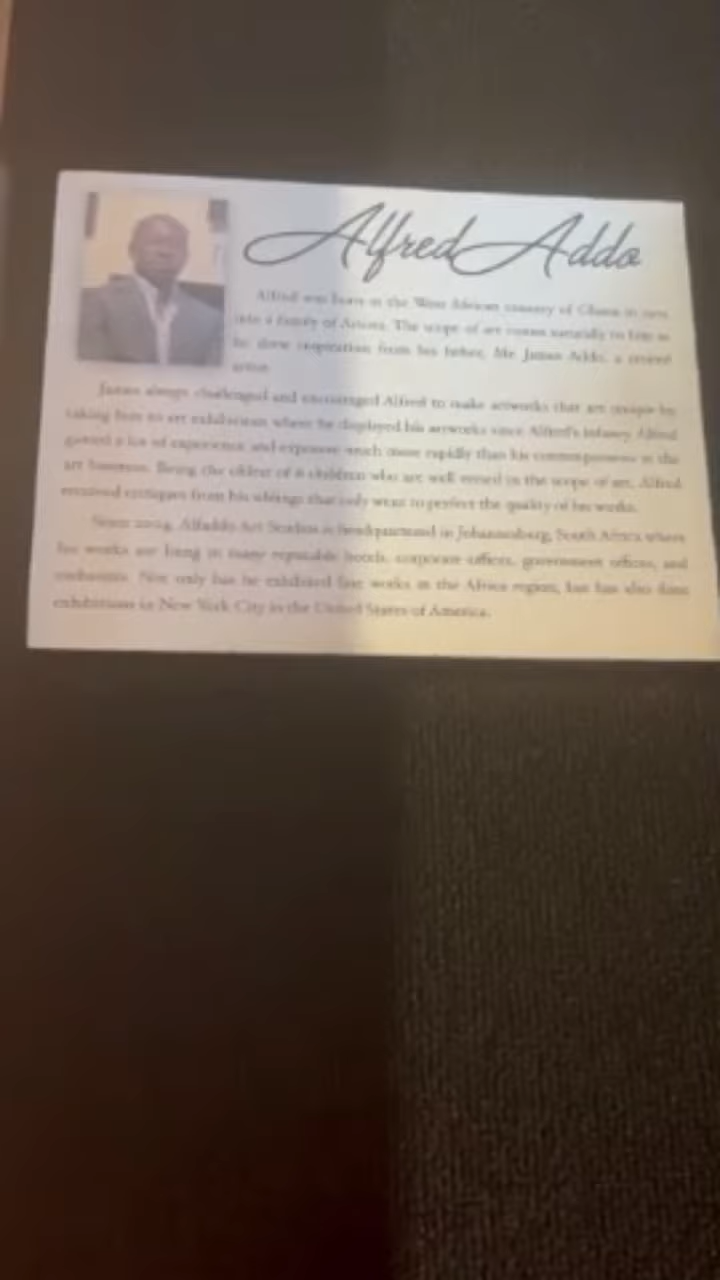 Alfred Addo
Alfred was born in the West African country of Ghana in
into a family of Artists. The scope of art comes naturally to him as
he drew inspiration from his father, Mr James Addo, a retired
artist
James always challenged and encouraged Alfred to make artworks that are unique by
taking him to art exhibitions where he displayed his artworks since Alfred's infancy. Alfred
gained a lot of experience and exposure much more rapidly than his contemporaries in the
art business. Being the oldest of 6 children who are well versed in the scope of art, Alfred
received critiques from his siblings that only went to perfect the quality of his works.
Since 2004, Alfaddo Art Studios is headquartered in Johannesburg, South Africa where
his works are hung in many reputable hotels, corporate offices, government offices, and
Not only has he exhibited his works in the Africa region, but has also done
exhibitions in New York City in the United States of America.